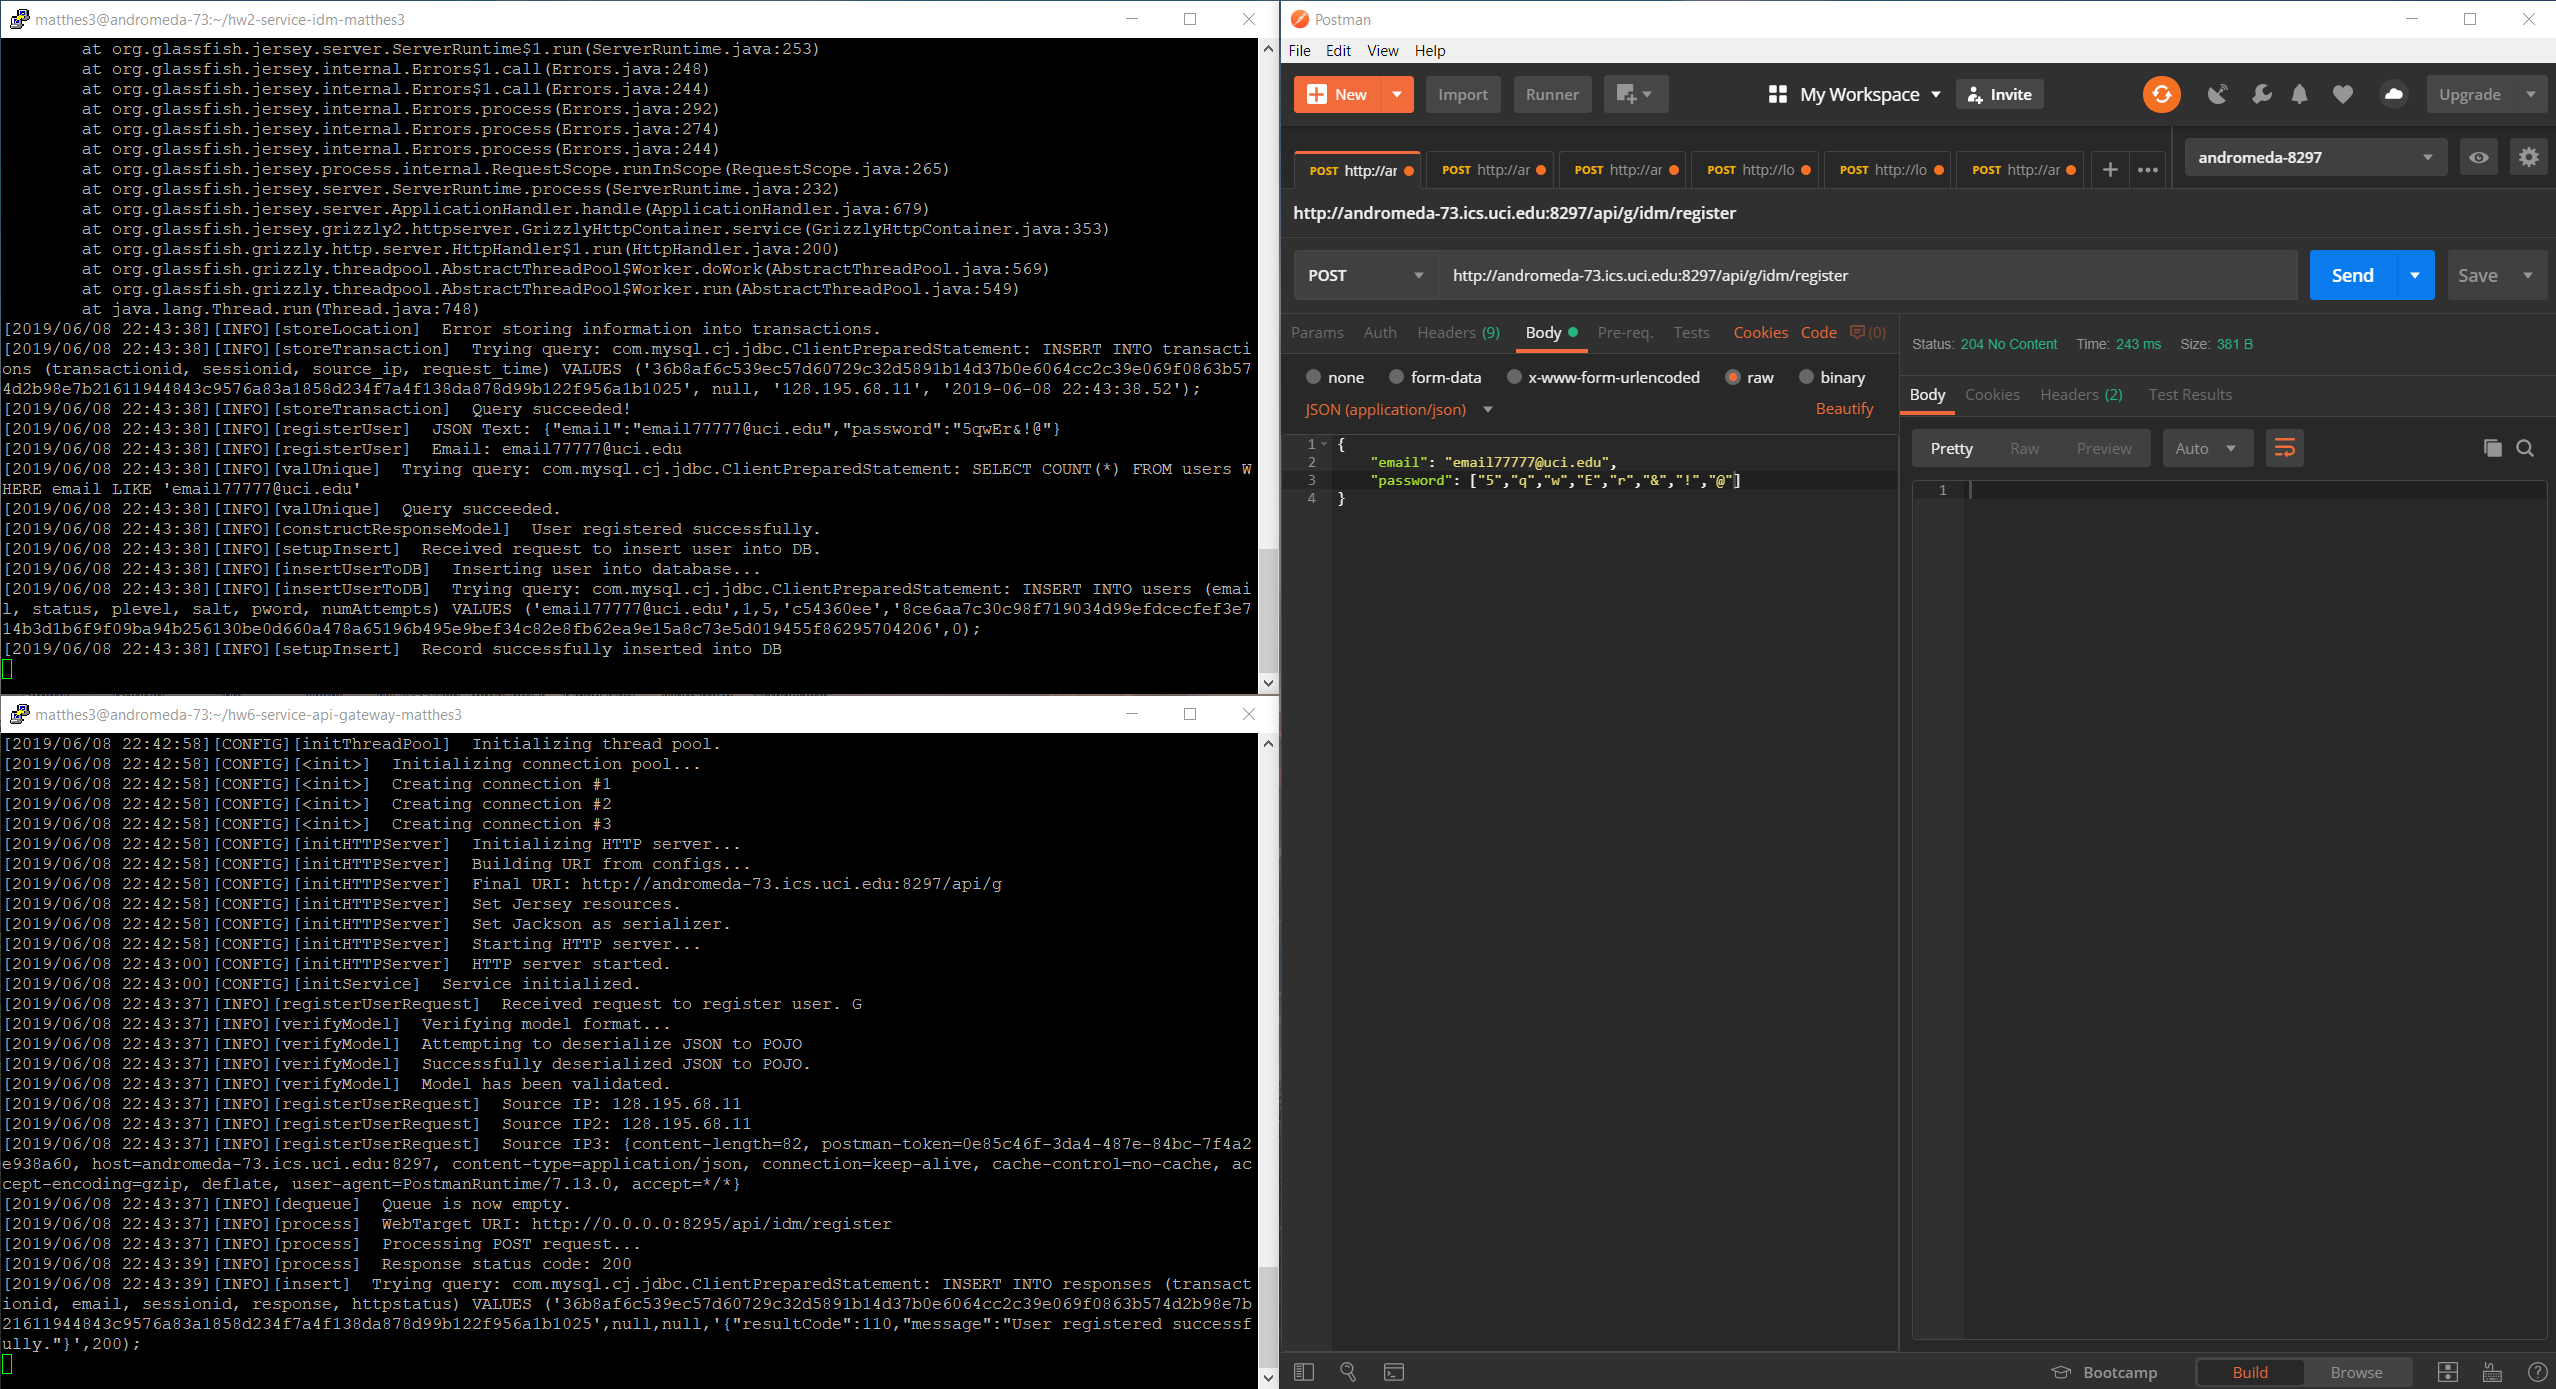 matthes3@andromeda-73:~/hw2-service-idm-matthes3
at org.glassfish.jersey.server.ServerRuntime$1.run(ServerRuntime.java:253)
at org.glassfish.jersey.internal.Errors$1.call(Errors.java:248)
at org.glassfish.jersey.internal.Errors$1.call(Errors.java:244)
at org.glassfish.jersey.internal.Errors.process(Errors.java:292)
at org.glassfish.jersey.internal.Errors.process(Errors.java:274)
at org.glassfish.jersey.internal.Errors.process(Errors.java:244)
at org.glassfish.jersey.process.internal.RequestScope.runInScope(RequestScope.java:265)
at org.glassfish.jersey.server.ServerRuntime.process(ServerRuntime.java:232)
at org.glassfish.jersey.server.ApplicationHandler.handle(ApplicationHandler.java:679)
at org.glassfish.jersey.grizzly2.httpserver.GrizzlyHttpContainer.service(GrizzlyHttpContainer.java:353)
at org.glassfish.grizzly.http.server.HttpHandler$1.run(HttpHandler.java:200)
at org.glassfish.grizzly.threadpool.AbstractThreadPool$Worker.doWork(AbstractThreadPool.java:569)
at org.glassfish.grizzly.threadpool.AbstractThreadPool$Worker.run(AbstractThreadPool.java:549)
at java.lang.Thread.run(Thread.java:748)
[2019/06/08 22:43:38][INFO][storeLocation]  Error storing information into transactions.
[2019/06/08 22:43:38][INFO][storeTransaction]  Trying query: com.mysql.cj.jdbc.ClientPreparedStatement: INSERT INTO transacti
ons (transactionid, sessionid, source_ip, request_time) VALUES ('36b8af6c539ec57d60729c32d5891b14d37b0e6064cc2c39e069f0863b57
4d2b98e7b21611944843c9576a83a1858d234f7a4f138da878d99b122f956a1b1025', null, '128.195.68.11', '2019-06-08 22:43:38.52');
[2019/06/08 22:43:38][INFO][storeTransaction]  Query succeeded!
[2019/06/08 22:43:38][INFO][registerUser]  JSON Text: {"email":"email77777@uci.edu","password":"5qwEr&!@"}
[2019/06/08 22:43:38][INFO][registerUser]  Email: email77777@uci.edu
[2019/06/08 22:43:38][INFO][valUnique]  Trying query: com.mysql.cj.jdbc.ClientPreparedStatement: SELECT COUNT(*) FROM users W
HERE email LIKE 'email77777@uci.edu'
[2019/06/08 22:43:38][INFO][valUnique]  Query succeeded.
[2019/06/08 22:43:38][INFO][constructResponseModel]  User registered successfully.
[2019/06/08 22:43:38][INFO][setupInsert]  Received request to insert user into DB.
[2019/06/08 22:43:38][INFO][insertUserToDB]  Inserting user into database...
[2019/06/08 22:43:38][INFO][insertUserToDB]  Trying query: com.mysql.cj.jdbc.ClientPreparedStatement: INSERT INTO users (emai
l, status, plevel, salt, pword, numAttempts) VALUES ('email77777@uci.edu',1,5,'c54360ee','8ce6aa7c30c98f719034d99efdcecfef3e7
14b3d1b6f9f09ba94b256130be0d660a478a65196b495e9bef34c82e8fb62ea9e15a8c73e5d019455f86295704206',0);
[2019/06/08 22:43:38][INFO][setupInsert]  Record successfully inserted into DB
matthes3@andromeda-73:~/hw6-service-api-gateway-matthes3
[2019/06/08 22:42:58][CONFIG][initThreadPool]  Initializing thread pool.
[2019/06/08 22:42:58][CONFIG][<init>]  Initializing connection pool...
[2019/06/08 22:42:58][CONFIG][<init>]  Creating connection #1
[2019/06/08 22:42:58][CONFIG][<init>]  Creating connection #2
[2019/06/08 22:42:58][CONFIG][<init>]  Creating connection #3
[2019/06/08 22:42:58][CONFIG][initHTTPServer]  Initializing HTTP server...
[2019/06/08 22:42:58][CONFIG][initHTTPServer]  Building URI from configs...
[2019/06/08 22:42:58][CONFIG][initHTTPServer]  Final URI: http://andromeda-73.ics.uci.edu:8297/api/g
[2019/06/08 22:42:58][CONFIG][initHTTPServer]  Set Jersey resources.
[2019/06/08 22:42:58][CONFIG][initHTTPServer]  Set Jackson as serializer.
[2019/06/08 22:42:58][CONFIG][initHTTPServer]  Starting HTTP server...
[2019/06/08 22:43:00][CONFIG][initHTTPServer]  HTTP server started.
[2019/06/08 22:43:00][CONFIG][initService]  Service initialized.
[2019/06/08 22:43:37][INFO][registerUserRequest]  Received request to register user. G
[2019/06/08 22:43:37][INFO][verifyModel]  Verifying model format...
[2019/06/08 22:43:37][INFO][verifyModel]  Attempting to deserialize JSON to POJO
[2019/06/08 22:43:37][INFO][verifyModel]  Successfully deserialized JSON to POJO.
[2019/06/08 22:43:37][INFO][verifyModel]  Model has been validated.
[2019/06/08 22:43:37][INFO][registerUserRequest]  Source IP: 128.195.68.11
[2019/06/08 22:43:37][INFO][registerUserRequest]  Source IP2: 128.195.68.11
[2019/06/08 22:43:37][INFO][registerUserRequest]  Source IP3: {content-length=82, postman-token=0e85c46f-3da4-487e-84bc-7f4a2
e938a60, host=andromeda-73.ics.uci.edu:8297, content-type=application/json, connection=keep-alive, cache-control=no-cache, ac
cept-encoding=gzip, deflate, user-agent=PostmanRuntime/7.13.0, accept=*/*}
[2019/06/08 22:43:37][INFO][dequeue]  Queue is now empty.
[2019/06/08 22:43:37][INFO][process]  WebTarget URI: http://0.0.0.0:8295/api/idm/register
[2019/06/08 22:43:37][INFO][process]  Processing POST request...
[2019/06/08 22:43:39][INFO][process]  Response status code: 200
[2019/06/08 22:43:39][INFO][insert]  Trying query: com.mysql.cj.jdbc.ClientPreparedStatement: INSERT INTO responses (transact
ionid, email, sessionid, response, httpstatus) VALUES ('36b8af6c539ec57d60729c32d5891b14d37b0e6064cc2c39e069f0863b574d2b98e7b
21611944843c9576a83a1858d234f7a4f138da878d99b122f956a1b1025',null,null,'{"resultCode":110,"message":"User registered successf
ully."}',200);
Postman
File Edit View Help
New Import Runner My Workspace Invite Upgrade
POST http://ar POST http://ar POST http://ar POST http://lo POST http://lo POST http://ar andromeda-8297
http://andromeda-73.ics.uci.edu:8297/api/g/idm/register
POST http://andromeda-73.ics.uci.edu:8297/api/g/idm/register Send Save
Params Auth Headers (9) Body Pre-req. Tests Cookies Code (0)
none form-data x-www-form-urlencoded raw binary
JSON (application/json) Beautify
1 {
2 "email": "email77777@uci.edu",
3 "password": ["5","q","w","E","r","&","!","@"]
4 }
Status: 204 No Content Time: 243 ms Size: 381 B
Body Cookies Headers (2) Test Results
Pretty Raw Preview Auto
1
Bootcamp Build Browse